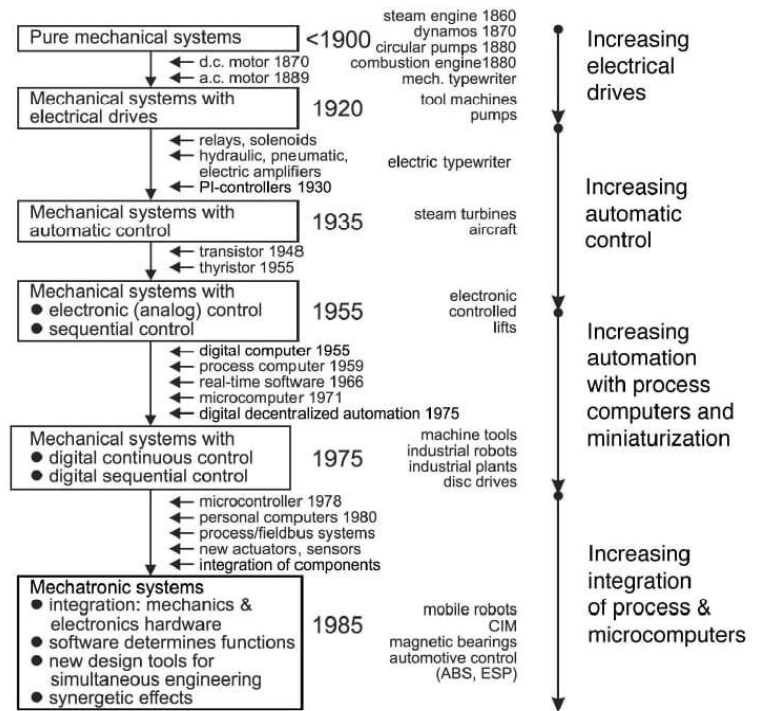 steam engine 1860
Pure mechanical systems
<1900
dynamos 1870
circular pumps 1880
d.c. motor 1870
combustion engine1880
a.c. motor 1889
mech. typewriter
Increasing
electrical
drives
Mechanical systems with
electrical drives
1920
tool machines
pumps
relays, solenoids
hydraulic, pneumatic,
electric amplifiers
PI-controllers 1930
electric typewriter
Increasing
automatic
control
Mechanical systems with
automatic control
1935
steam turbines
aircraft
transistor 1948
thyristor 1955
Mechanical systems with
● electronic (analog) control
● sequential control
1955
electronic
controlled
lifts
digital computer 1955
process computer 1959
real-time software 1966
microcomputer 1971
digital decentralized automation 1975
Increasing
automation
with process
computers and
miniaturization
Mechanical systems with
● digital continuous control
● digital sequential control
1975
machine tools
industrial robots
industrial plants
disc drives
microcontroller 1978
personal computers 1980
process/fieldbus systems
new actuators, sensors
integration of components
Increasing
integration
of process &
microcomputers
Mechatronic systems
● integration: mechanics &
electronics hardware
● software determines functions
● new design tools for
simultaneous engineering
● synergetic effects
1985
mobile robots
CIM
magnetic bearings
automotive control
(ABS, ESP)